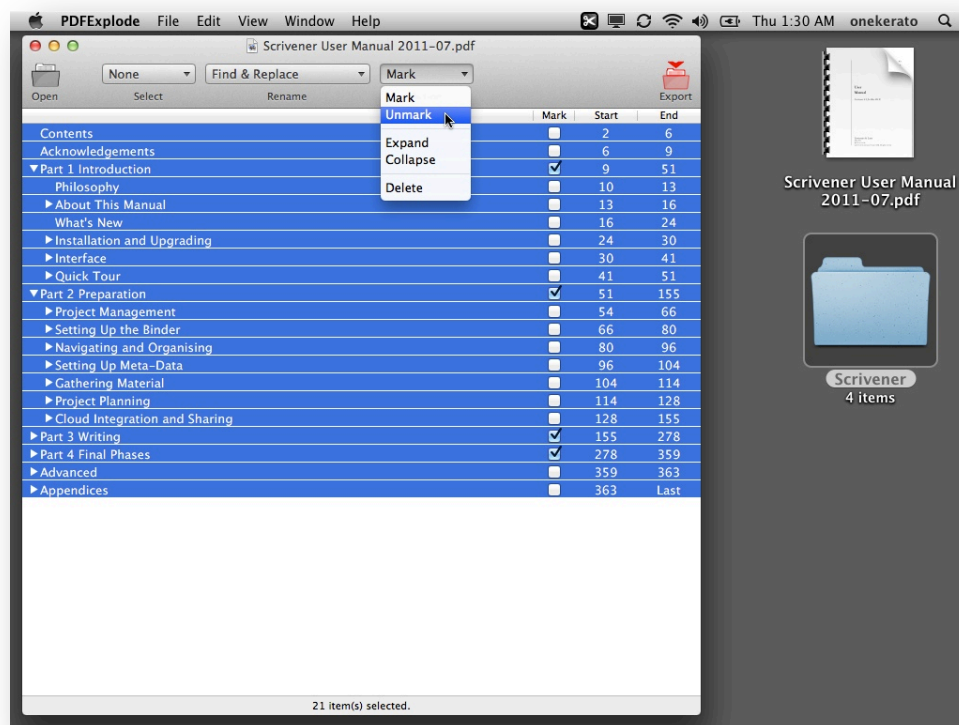 PDFExplode File Edit View Window Help Thu 1:30 AM onekerato
Scrivener User Manual 2011-07.pdf
None Find & Replace Mark
Open Select Rename Export
Mark
Unmark
Expand
Collapse
Delete
Mark Start End
Contents 2 6
Acknowledgements 6 9
Part 1 Introduction 9 51
Philosophy 10 13
About This Manual 13 16
What's New 16 24
Installation and Upgrading 24 30
Interface 30 41
Quick Tour 41 51
Part 2 Preparation 51 155
Project Management 54 66
Setting Up the Binder 66 80
Navigating and Organising 80 96
Setting Up Meta-Data 96 104
Gathering Material 104 114
Project Planning 114 128
Cloud Integration and Sharing 128 155
Part 3 Writing 155 278
Part 4 Final Phases 278 359
Advanced 359 363
Appendices 363 Last
21 item(s) selected.
Scrivener User Manual
2011-07.pdf
Scrivener
4 items